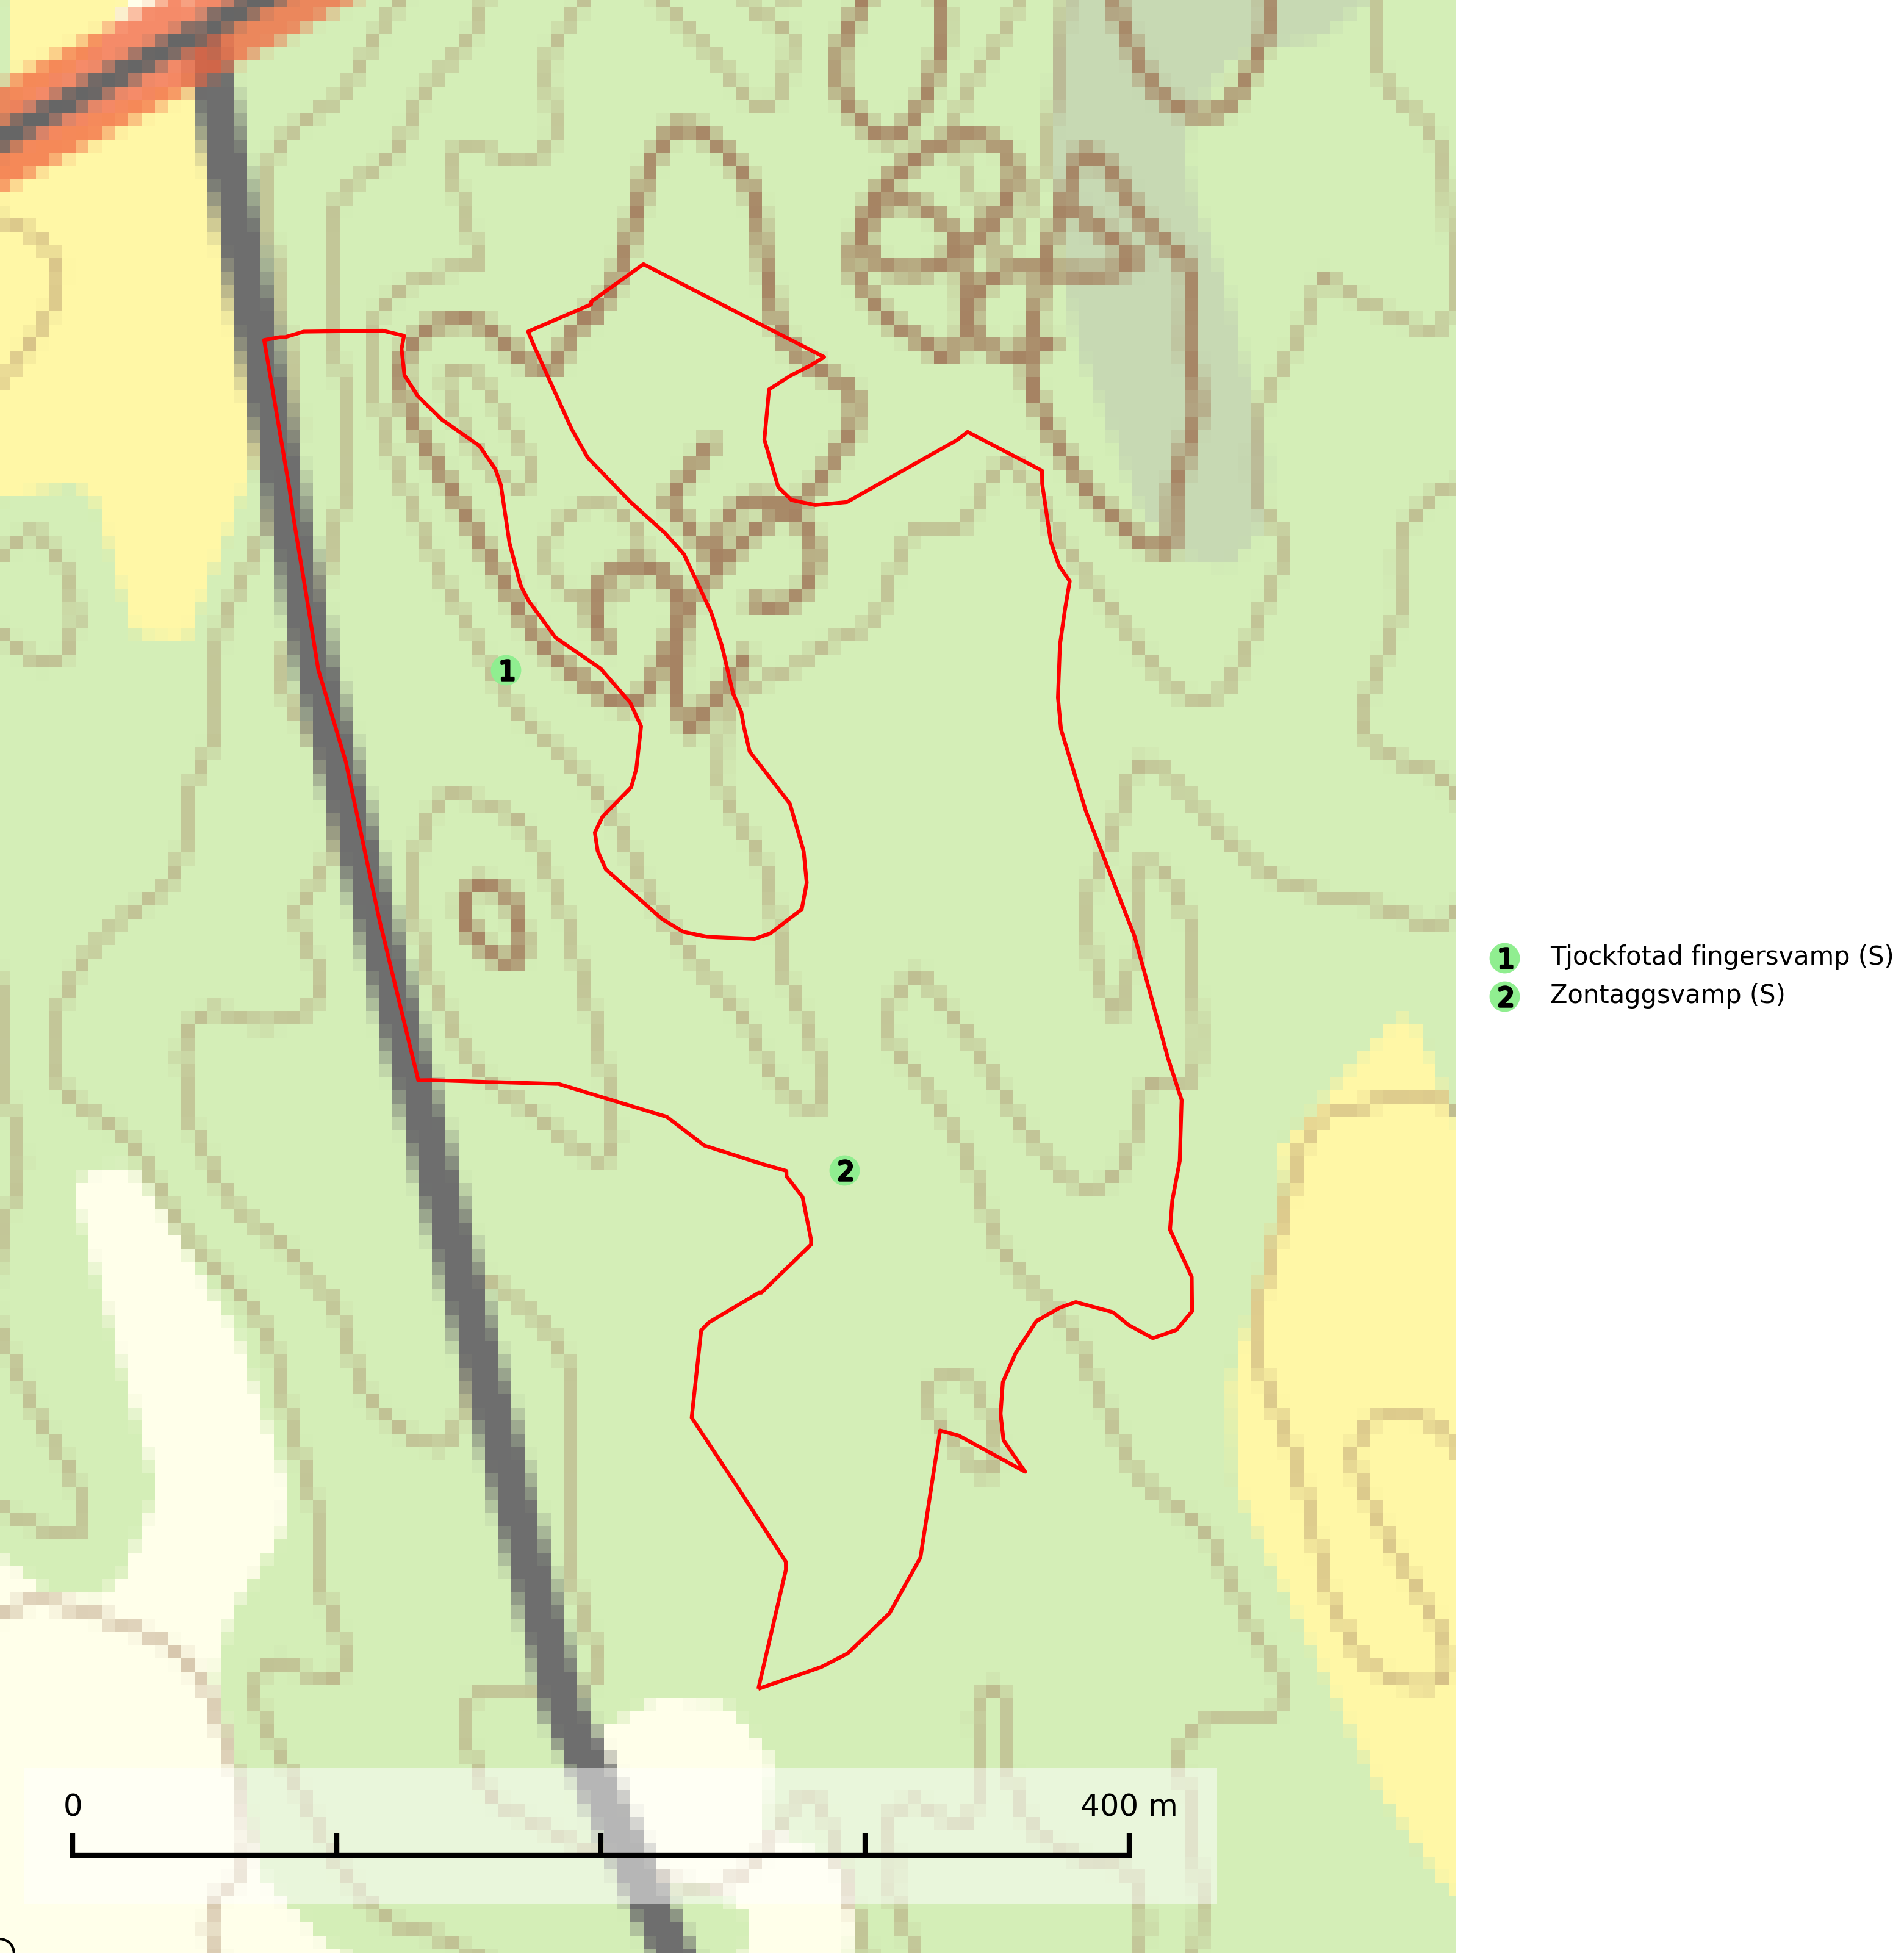 1
2
1 Tjockfotad fingersvamp (S)
2 Zontaggsvamp (S)
0 400 m